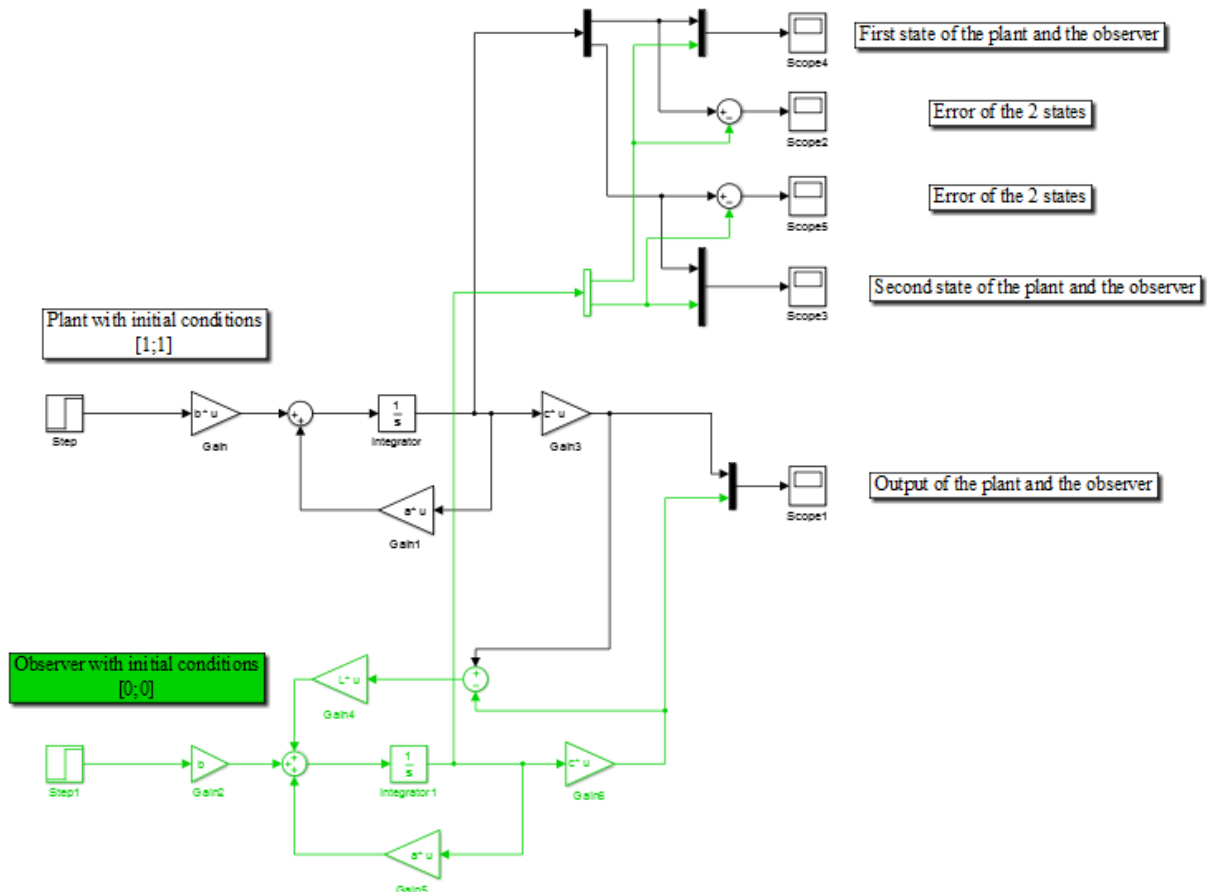 First state of the plant and the observer
Scope4
+
−
Error of the 2 states
Scope2
+
−
Error of the 2 states
Scope5
Second state of the plant and the observer
Scope3
Plant with initial conditions
[1;1]
Step
b* u
Gain
+
+
1
s
Integrator
c* u
Gain3
a* u
Gain1
Output of the plant and the observer
Scope1
Observer with initial conditions
[0;0]
L* u
Gain4
+
−
Step1
b
Gain2
+
+
+
1
s
Integrator1
c* u
Gain6
a* u
Gain5